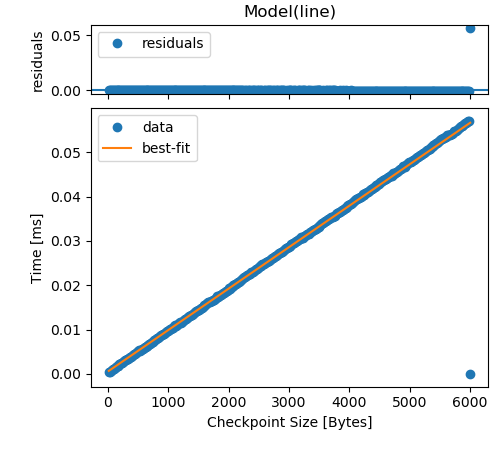 Model(line)
residuals
0.05
0.00
residuals
data
best-fit
Time [ms]
0.05
0.04
0.03
0.02
0.01
0.00
0 1000 2000 3000 4000 5000 6000
Checkpoint Size [Bytes]